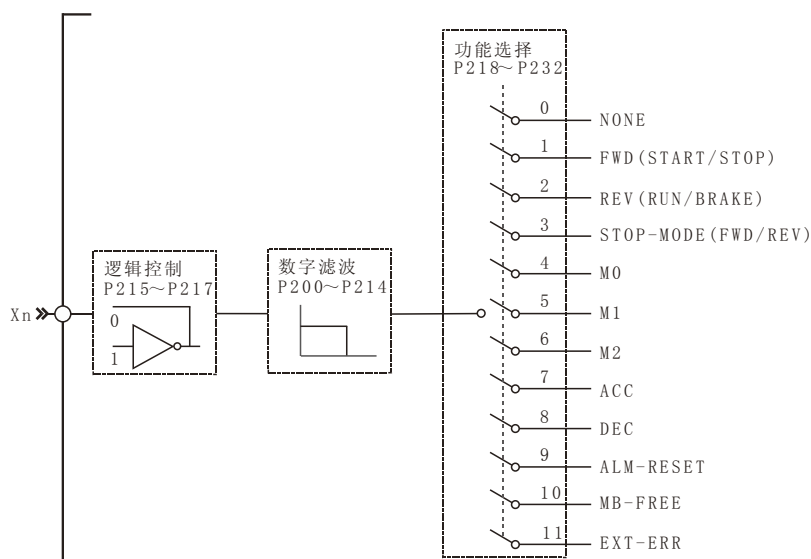 功能选择
P218～P232
0
NONE
1
FWD(START/STOP)
2
REV(RUN/BRAKE)
3
STOP-MODE(FWD/REV)
逻辑控制
P215～P217
0
1
数字滤波
P200～P214
4
M0
Xn
5
M1
6
M2
7
ACC
8
DEC
9
ALM-RESET
10
MB-FREE
11
EXT-ERR